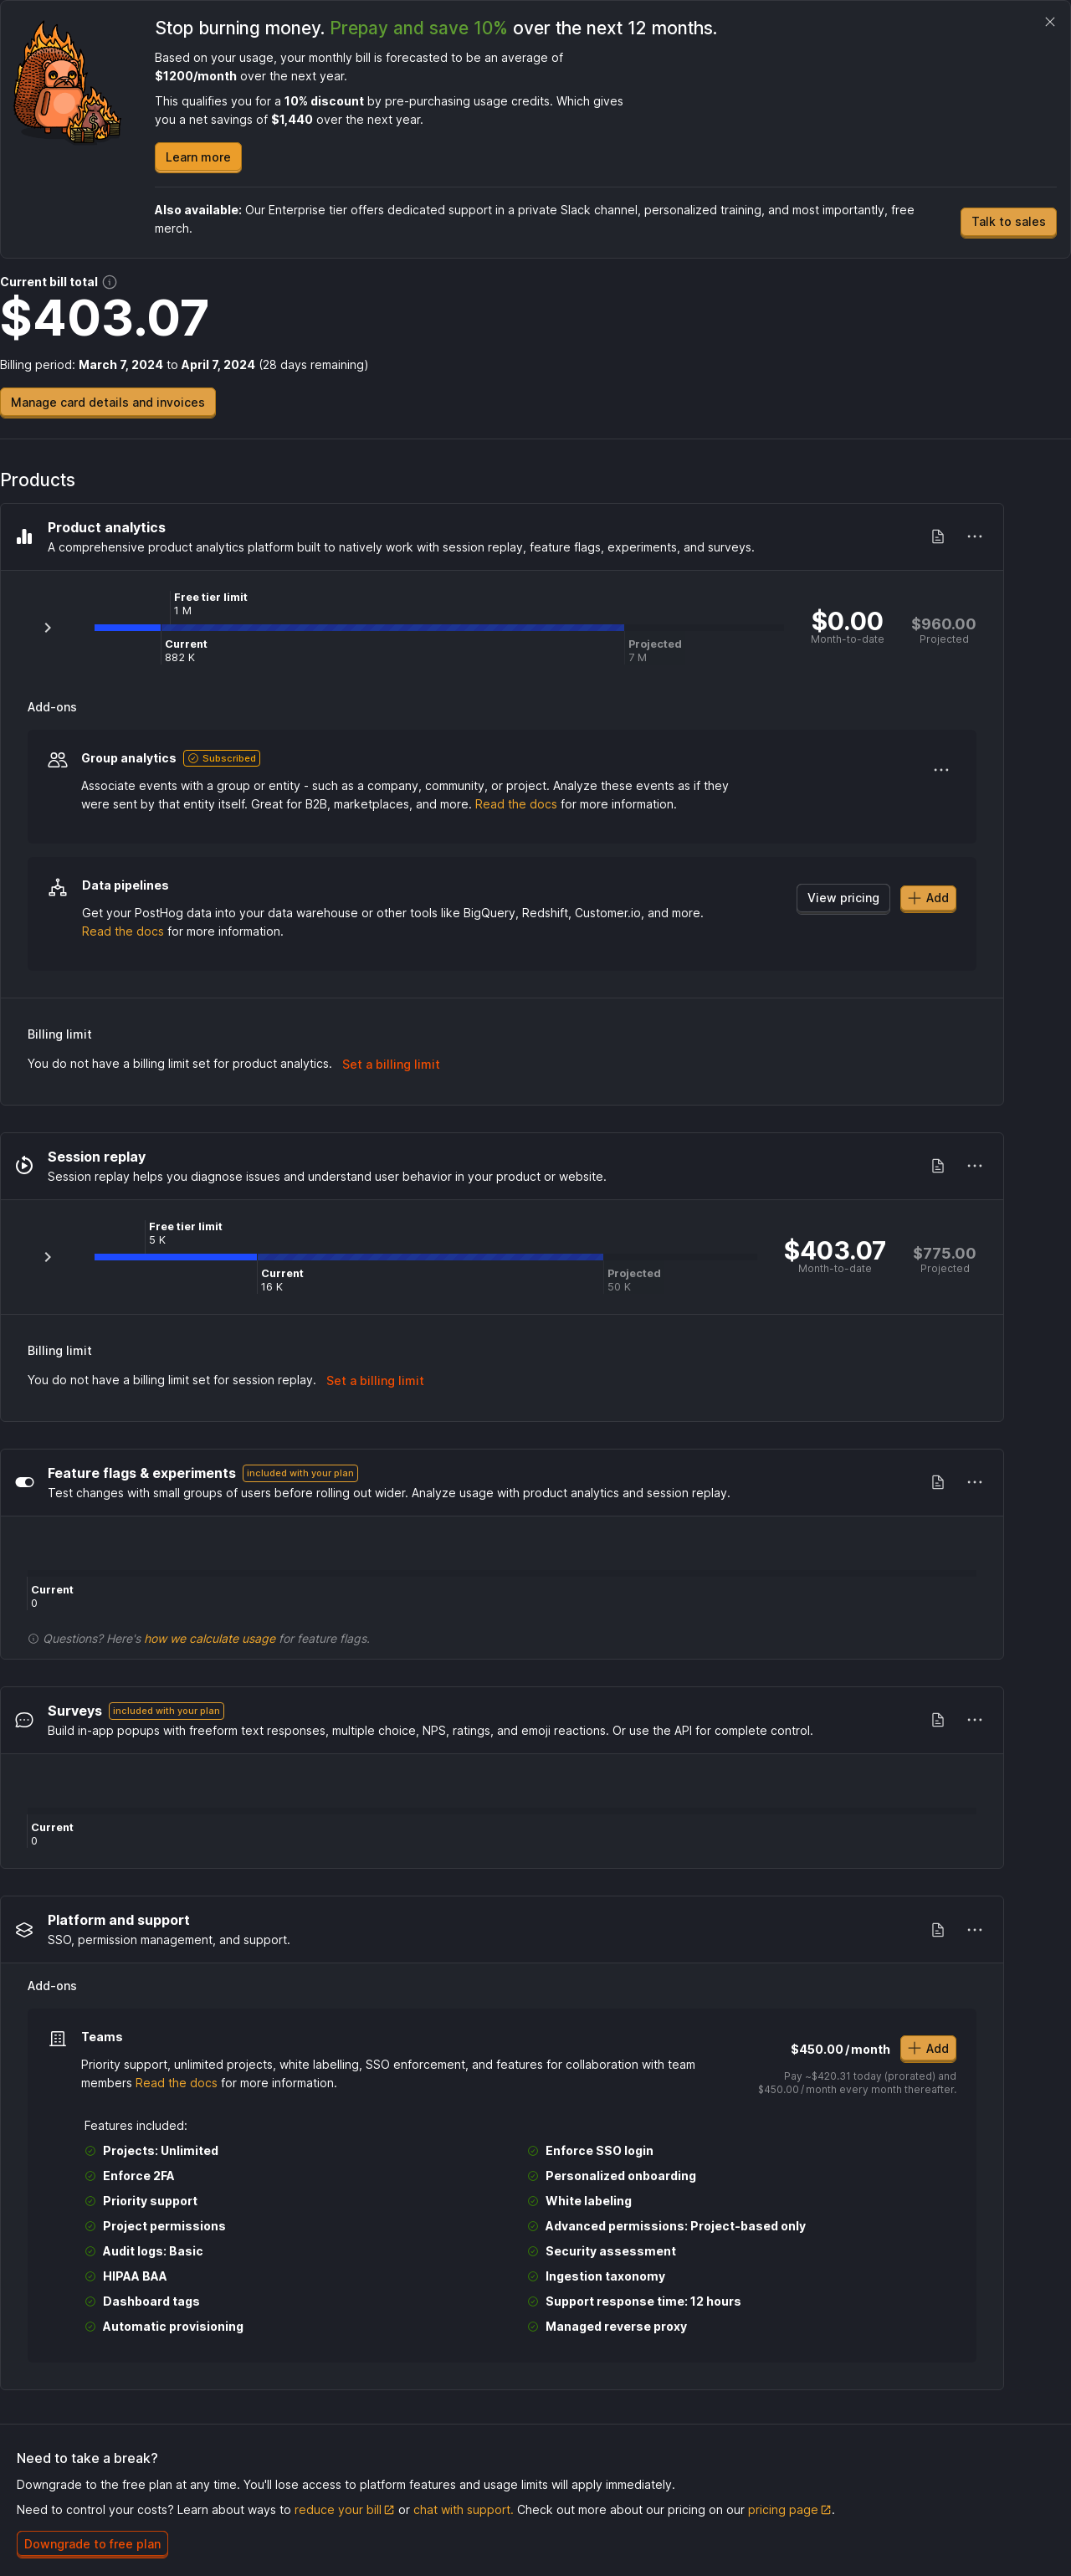 Stop burning money. Prepay and save 10% over the next 12 months.
Based on your usage, your monthly bill is forecasted to be an average of
$1200/month over the next year.
This qualifies you for a 10% discount by pre-purchasing usage credits. Which gives
you a net savings of $1,440 over the next year.
Learn more
Also available: Our Enterprise tier offers dedicated support in a private Slack channel, personalized training, and most importantly, free
merch.
Talk to sales
Current bill total
$403.07
Billing period: March 7, 2024 to April 7, 2024 (28 days remaining)
Manage card details and invoices
Products
Product analytics
A comprehensive product analytics platform built to natively work with session replay, feature flags, experiments, and surveys.
Free tier limit
1 M
Current
882 K
Projected
7 M
$0.00
Month-to-date
$960.00
Projected
Add-ons
Group analytics Subscribed
Associate events with a group or entity - such as a company, community, or project. Analyze these events as if they
were sent by that entity itself. Great for B2B, marketplaces, and more. Read the docs for more information.
Data pipelines
Get your PostHog data into your data warehouse or other tools like BigQuery, Redshift, Customer.io, and more.
Read the docs for more information.
View pricing
Add
Billing limit
You do not have a billing limit set for product analytics. Set a billing limit
Session replay
Session replay helps you diagnose issues and understand user behavior in your product or website.
Free tier limit
5 K
Current
16 K
Projected
50 K
$403.07
Month-to-date
$775.00
Projected
Billing limit
You do not have a billing limit set for session replay. Set a billing limit
Feature flags & experiments included with your plan
Test changes with small groups of users before rolling out wider. Analyze usage with product analytics and session replay.
Current
0
Questions? Here's how we calculate usage for feature flags.
Surveys included with your plan
Build in-app popups with freeform text responses, multiple choice, NPS, ratings, and emoji reactions. Or use the API for complete control.
Current
0
Platform and support
SSO, permission management, and support.
Add-ons
Teams
Priority support, unlimited projects, white labelling, SSO enforcement, and features for collaboration with team
members Read the docs for more information.
$450.00/month
Add
Pay ~$420.31 today (prorated) and
$450.00/month every month thereafter.
Features included:
Projects: Unlimited
Enforce SSO login
Enforce 2FA
Personalized onboarding
Priority support
White labeling
Project permissions
Advanced permissions: Project-based only
Audit logs: Basic
Security assessment
HIPAA BAA
Ingestion taxonomy
Dashboard tags
Support response time: 12 hours
Automatic provisioning
Managed reverse proxy
Need to take a break?
Downgrade to the free plan at any time. You'll lose access to platform features and usage limits will apply immediately.
Need to control your costs? Learn about ways to reduce your bill or chat with support. Check out more about our pricing on our pricing page.
Downgrade to free plan